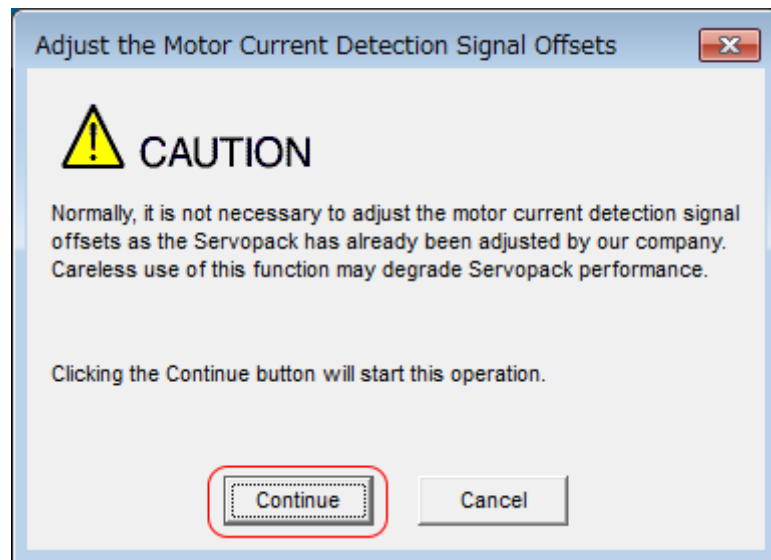 Adjust the Motor Current Detection Signal Offsets
CAUTION
Normally, it is not necessary to adjust the motor current detection signal
offsets as the Servopack has already been adjusted by our company.
Careless use of this function may degrade Servopack performance.
Clicking the Continue button will start this operation.
Continue Cancel